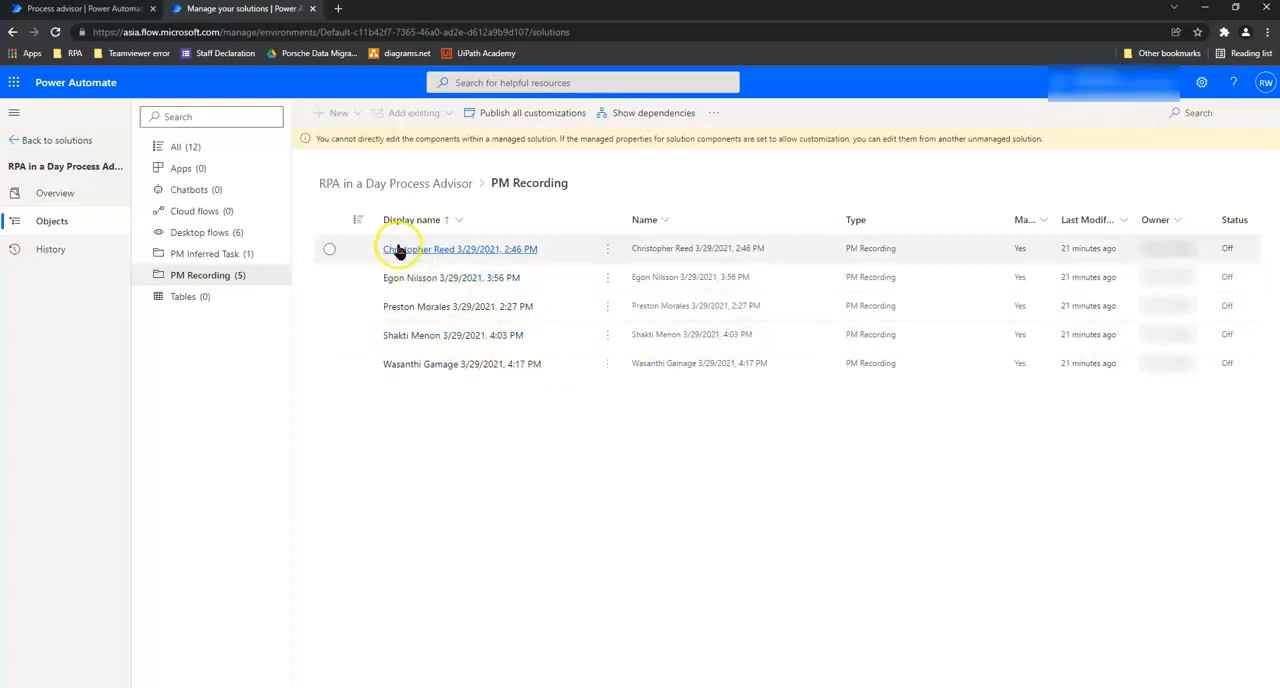 Process advisor | Power Automate
Manage your solutions | Power A
https://asia.flow.microsoft.com/manage/environments/Default-c11b42f7-7365-46a0-ad2e-d612a9b9d107/solutions
Apps RPA Teamviewer error Staff Declaration Porsche Data Migra... diagrams.net UiPath Academy Other bookmarks Reading list
Power Automate
Search for helpful resources
RW
Back to solutions
RPA in a Day Process Ad...
Overview
Objects
History
Search
All (12)
Apps (0)
Chatbots (0)
Cloud flows (0)
Desktop flows (6)
PM Inferred Task (1)
PM Recording (5)
Tables (0)
New Add existing Publish all customizations Show dependencies ... Search
You cannot directly edit the components within a managed solution. If the managed properties for solution components are set to allow customization, you can edit them from another unmanaged solution.
RPA in a Day Process Advisor > PM Recording
Display name ↑ Name Type Ma... Last Modif... Owner Status
Christopher Reed 3/29/2021, 2:46 PM Christopher Reed 3/29/2021, 2:46 PM PM Recording Yes 21 minutes ago Off
Egon Nilsson 3/29/2021, 3:56 PM Egon Nilsson 3/29/2021, 3:56 PM PM Recording Yes 21 minutes ago Off
Preston Morales 3/29/2021, 2:27 PM Preston Morales 3/29/2021, 2:27 PM PM Recording Yes 21 minutes ago Off
Shakti Menon 3/29/2021, 4:03 PM Shakti Menon 3/29/2021, 4:03 PM PM Recording Yes 21 minutes ago Off
Wasanthi Gamage 3/29/2021, 4:17 PM Wasanthi Gamage 3/29/2021, 4:17 PM PM Recording Yes 21 minutes ago Off